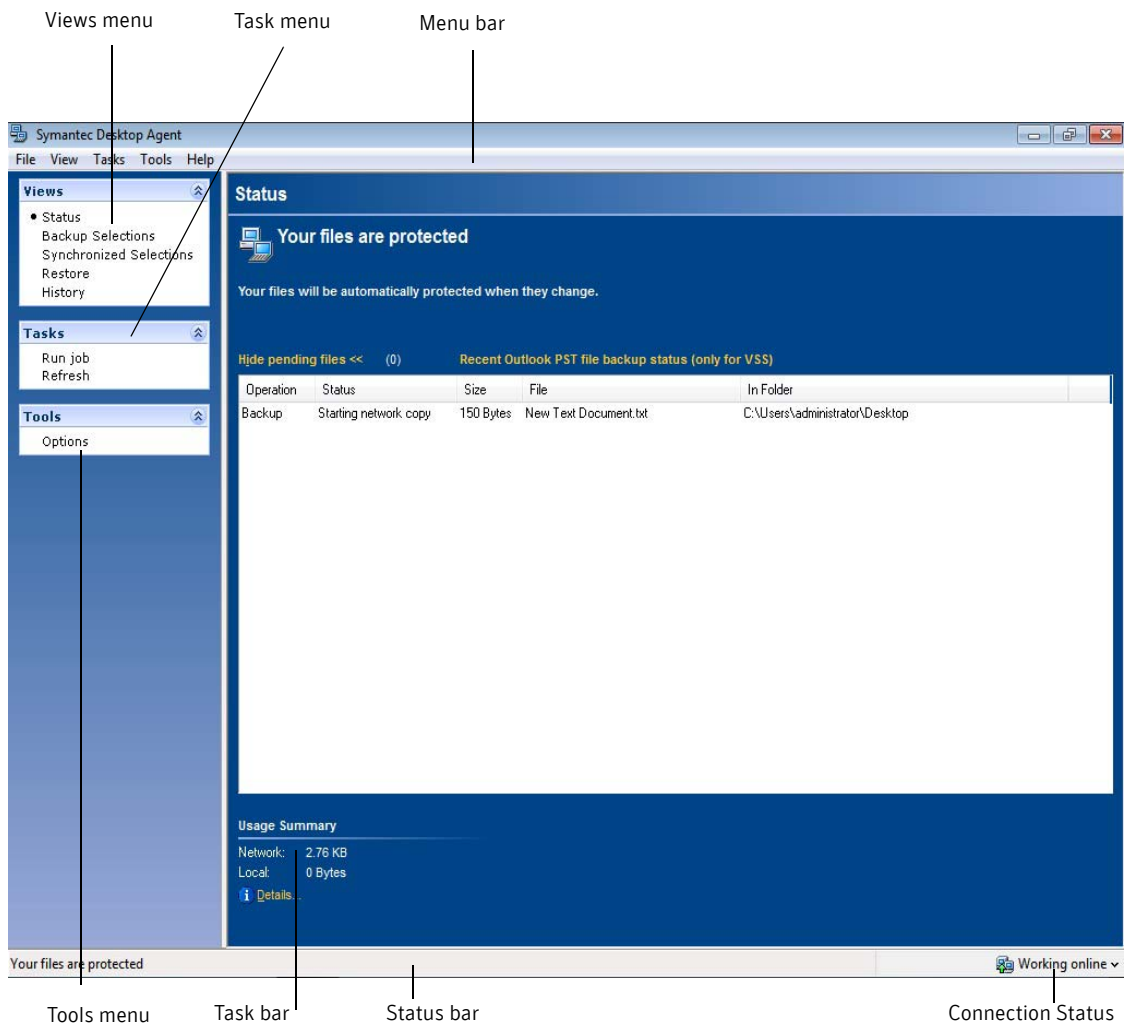 Views menu
Task menu
Menu bar
Symantec Desktop Agent
File View Tasks Tools Help
Views
Status
Backup Selections
Synchronized Selections
Restore
History
Tasks
Run job
Refresh
Tools
Options
Status
Your files are protected
Your files will be automatically protected when they change.
Hide pending files << (0) Recent Outlook PST file backup status (only for VSS)
Operation Status Size File In Folder
Backup Starting network copy 150 Bytes New Text Document.txt C:\Users\administrator\Desktop
Usage Summary
Network: 2.76 KB
Local: 0 Bytes
Details...
Your files are protected
Working online
Tools menu
Task bar
Status bar
Connection Status